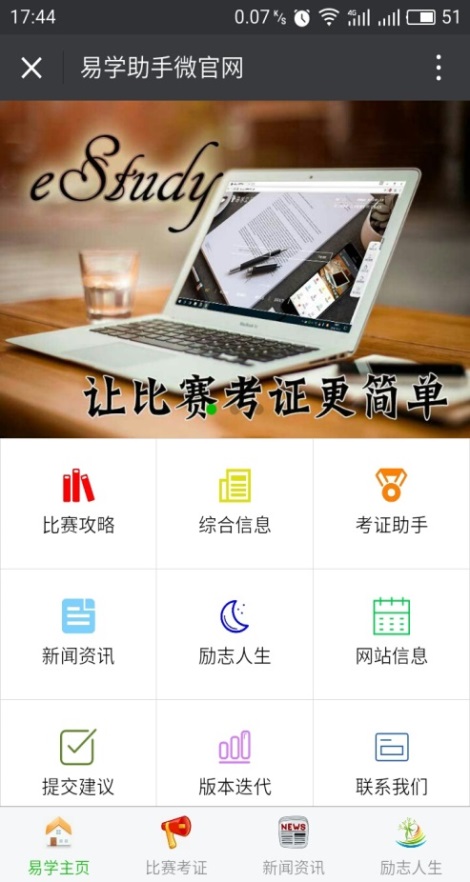 17:44 0.07 K/s 4G 51
易学助手微官网
eStudy
让比赛考证更简单
比赛攻略 综合信息 考证助手
新闻资讯 励志人生 网站信息
提交建议 版本迭代 联系我们
NEWS
易学主页 比赛考证 新闻资讯 励志人生